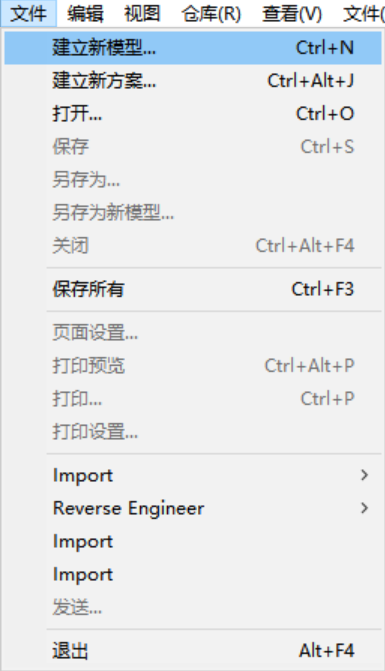 文件 编辑 视图 仓库(R) 查看(V) 文件(
建立新模型... Ctrl+N
建立新方案... Ctrl+Alt+J
打开... Ctrl+O
保存 Ctrl+S
另存为...
另存为新模型...
关闭 Ctrl+Alt+F4
保存所有 Ctrl+F3
页面设置...
打印预览 Ctrl+Alt+P
打印... Ctrl+P
打印设置...
Import >
Reverse Engineer >
Import
Import
发送...
退出 Alt+F4